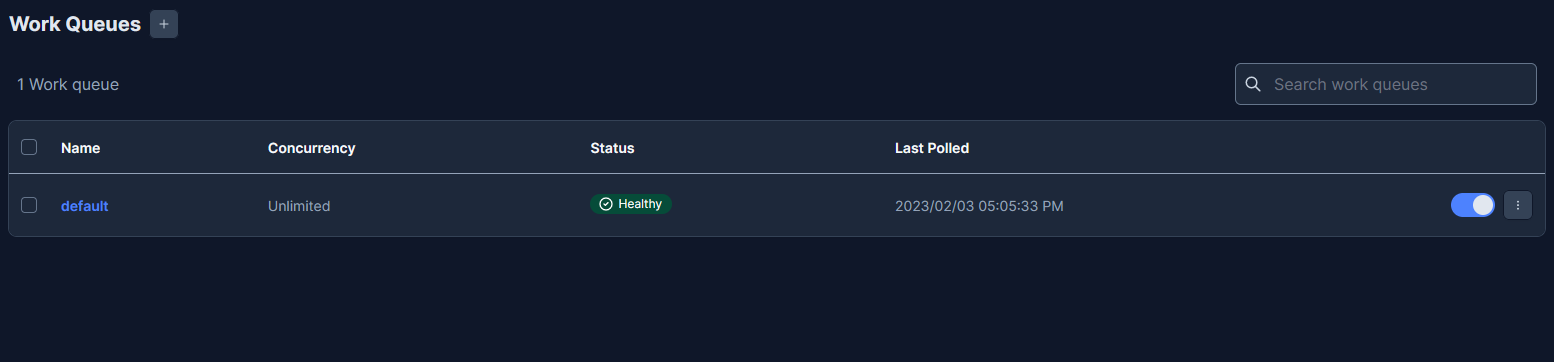 Work Queues
1 Work queue
Search work queues
Name Concurrency Status Last Polled
default Unlimited Healthy 2023/02/03 05:05:33 PM